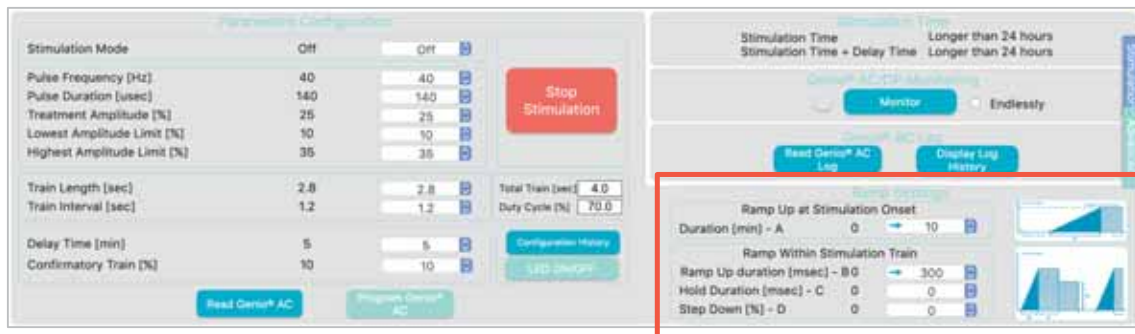 Parameters Configuration
Stimulation Mode Off Off
Pulse Frequency [Hz] 40 40
Pulse Duration [usec] 140 140
Treatment Amplitude [%] 25 25
Lowest Amplitude Limit [%] 10 10
Highest Amplitude Limit [%] 35 35
Stop
Stimulation
Train Length [sec] 2.8 2.8
Train Interval [sec] 1.2 1.2
Total Train [sec] 4.0
Duty Cycle [%] 70.0
Delay Time [min] 5 5
Confirmatory Train [%] 10 10
Configuration History
LED ON/OFF
Read Genio® AC
Program Genio®
AC
Stimulation Time
Stimulation Time Longer than 24 hours
Stimulation Time + Delay Time Longer than 24 hours
Genio® AC/DP Monitoring
Monitor
Endlessly
Genio® AC Log
Read Genio® AC
Log
Display Log
History
Ramp Settings
Ramp Up at Stimulation Onset
Duration [min] - A 0 10
Ramp Within Stimulation Train
Ramp Up duration [msec] - B 0 300
Hold Duration [msec] - C 0 0
Step Down [%] - D 0 0